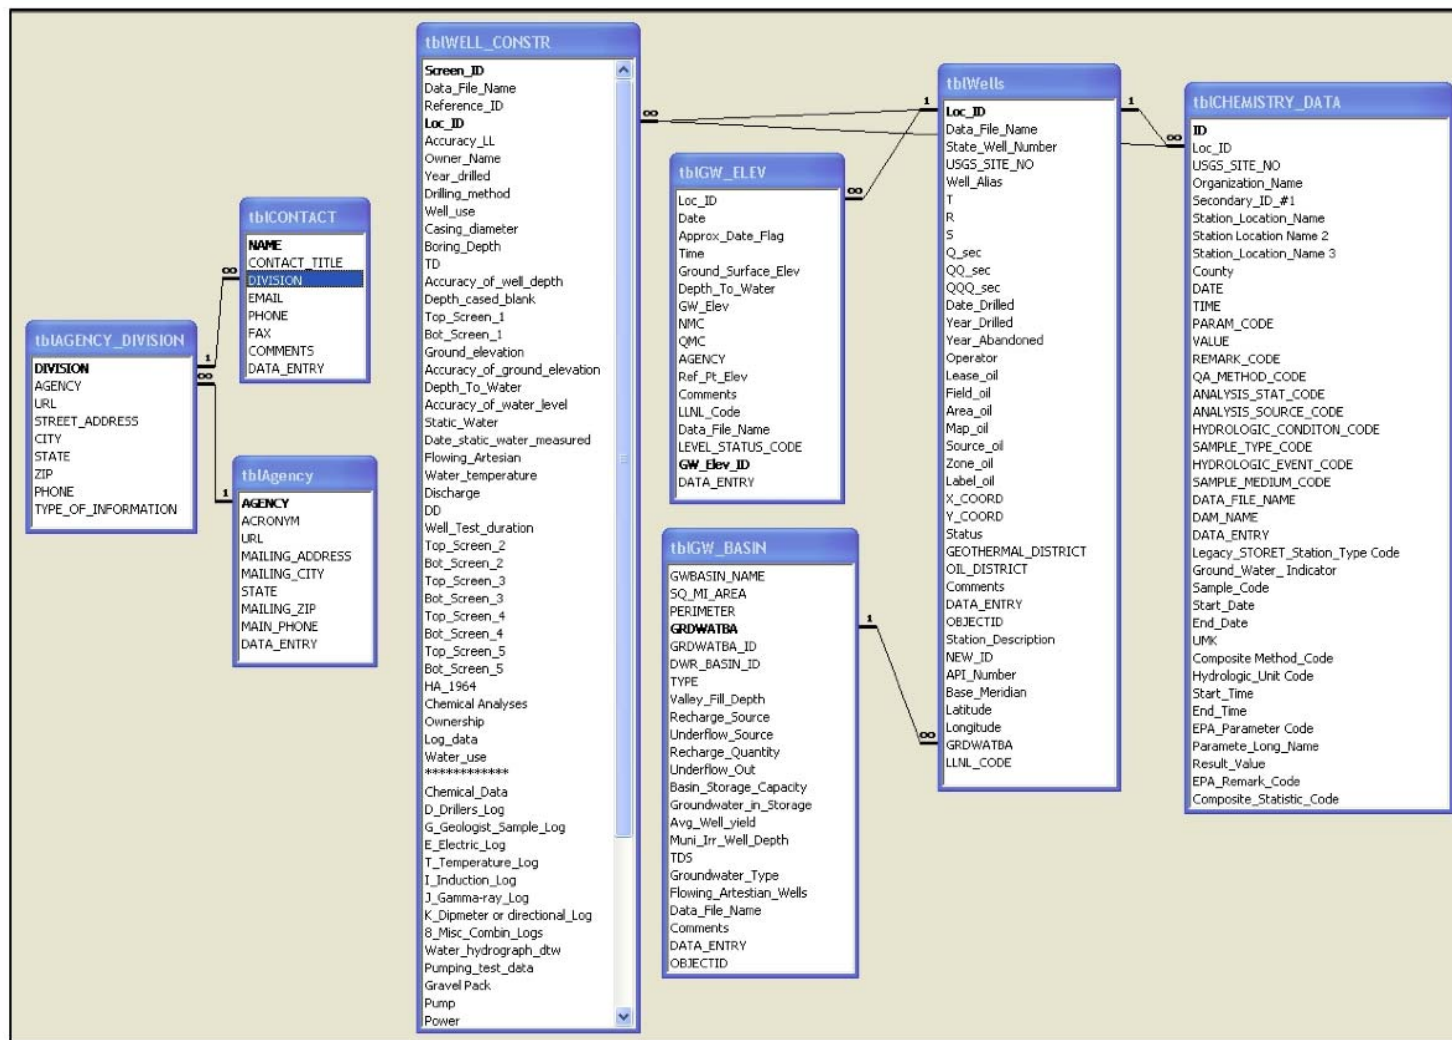 tblAGENCY_DIVISION
DIVISION
AGENCY
URL
STREET_ADDRESS
CITY
STATE
ZIP
PHONE
TYPE_OF_INFORMATION
1
∞
tblCONTACT
NAME
CONTACT_TITLE
DIVISION
EMAIL
PHONE
FAX
COMMENTS
DATA_ENTRY
∞
tblAgency
AGENCY
ACRONYM
URL
MAILING_ADDRESS
MAILING_CITY
STATE
MAILING_ZIP
MAIN_PHONE
DATA_ENTRY
1
tblWELL_CONSTR
Screen_ID
Data_File_Name
Reference_ID
Loc_ID
Accuracy_LL
Owner_Name
Year_drilled
Drilling_method
Well_use
Casing_diameter
Boring_Depth
TD
Accuracy_of_well_depth
Depth_cased_blank
Top_Screen_1
Bot_Screen_1
Ground_elevation
Accuracy_of_ground_elevation
Depth_To_Water
Accuracy_of_water_level
Static_Water
Date_static_water_measured
Flowing_Artesian
Water_temperature
Discharge
DD
Well_Test_duration
Top_Screen_2
Bot_Screen_2
Top_Screen_3
Bot_Screen_3
Top_Screen_4
Bot_Screen_4
Top_Screen_5
Bot_Screen_5
HA_1964
Chemical Analyses
Ownership
Log_data
Water_use
************
Chemical_Data
D_Drillers_Log
G_Geologist_Sample_Log
E_Electric_Log
T_Temperature_Log
I_Induction_Log
J_Gamma-ray_Log
K_Dipmeter or directional_Log
8_Misc_Combin_Logs
Water_hydrograph_dtw
Pumping_test_data
Gravel Pack
Pump
Power
∞
tblGW_ELEV
Loc_ID
Date
Approx_Date_Flag
Time
Ground_Surface_Elev
Depth_To_Water
GW_Elev
NMC
QMC
AGENCY
Ref_Pt_Elev
Comments
LLNL_Code
Data_File_Name
LEVEL_STATUS_CODE
GW_Elev_ID
DATA_ENTRY
∞
tblGW_BASIN
GWBASIN_NAME
SQ_MI_AREA
PERIMETER
GRDWATBA
GRDWATBA_ID
DWR_BASIN_ID
TYPE
Valley_Fill_Depth
Recharge_Source
Underflow_Source
Recharge_Quantity
Underflow_Out
Basin_Storage_Capacity
Groundwater_in_Storage
Avg_Well_yield
Muni_Irr_Well_Depth
TDS
Groundwater_Type
Flowing_Artestian_Wells
Data_File_Name
Comments
DATA_ENTRY
OBJECTID
1
tblWells
Loc_ID
Data_File_Name
State_Well_Number
USGS_SITE_NO
Well_Alias
T
R
S
Q_sec
QQ_sec
QQQ_sec
Date_Drilled
Year_Drilled
Year_Abandoned
Operator
Lease_oil
Field_oil
Area_oil
Map_oil
Source_oil
Zone_oil
Label_oil
X_COORD
Y_COORD
Status
GEOTHERMAL_DISTRICT
OIL_DISTRICT
Comments
DATA_ENTRY
OBJECTID
Station_Description
NEW_ID
API_Number
Base_Meridian
Latitude
Longitude
GRDWATBA
LLNL_CODE
1
1
∞
tblCHEMISTRY_DATA
ID
Loc_ID
USGS_SITE_NO
Organization_Name
Secondary_ID_#1
Station_Location_Name
Station Location Name 2
Station_Location_Name 3
County
DATE
TIME
PARAM_CODE
VALUE
REMARK_CODE
QA_METHOD_CODE
ANALYSIS_STAT_CODE
ANALYSIS_SOURCE_CODE
HYDROLOGIC_CONDITON_CODE
SAMPLE_TYPE_CODE
HYDROLOGIC_EVENT_CODE
SAMPLE_MEDIUM_CODE
DATA_FILE_NAME
DAM_NAME
DATA_ENTRY
Legacy_STORET_Station_Type Code
Ground_Water_ Indicator
Sample_Code
Start_Date
End_Date
UMK
Composite Method_Code
Hydrologic_Unit Code
Start_Time
End_Time
EPA_Parameter Code
Paramete_Long_Name
Result_Value
EPA_Remark_Code
Composite_Statistic_Code
∞